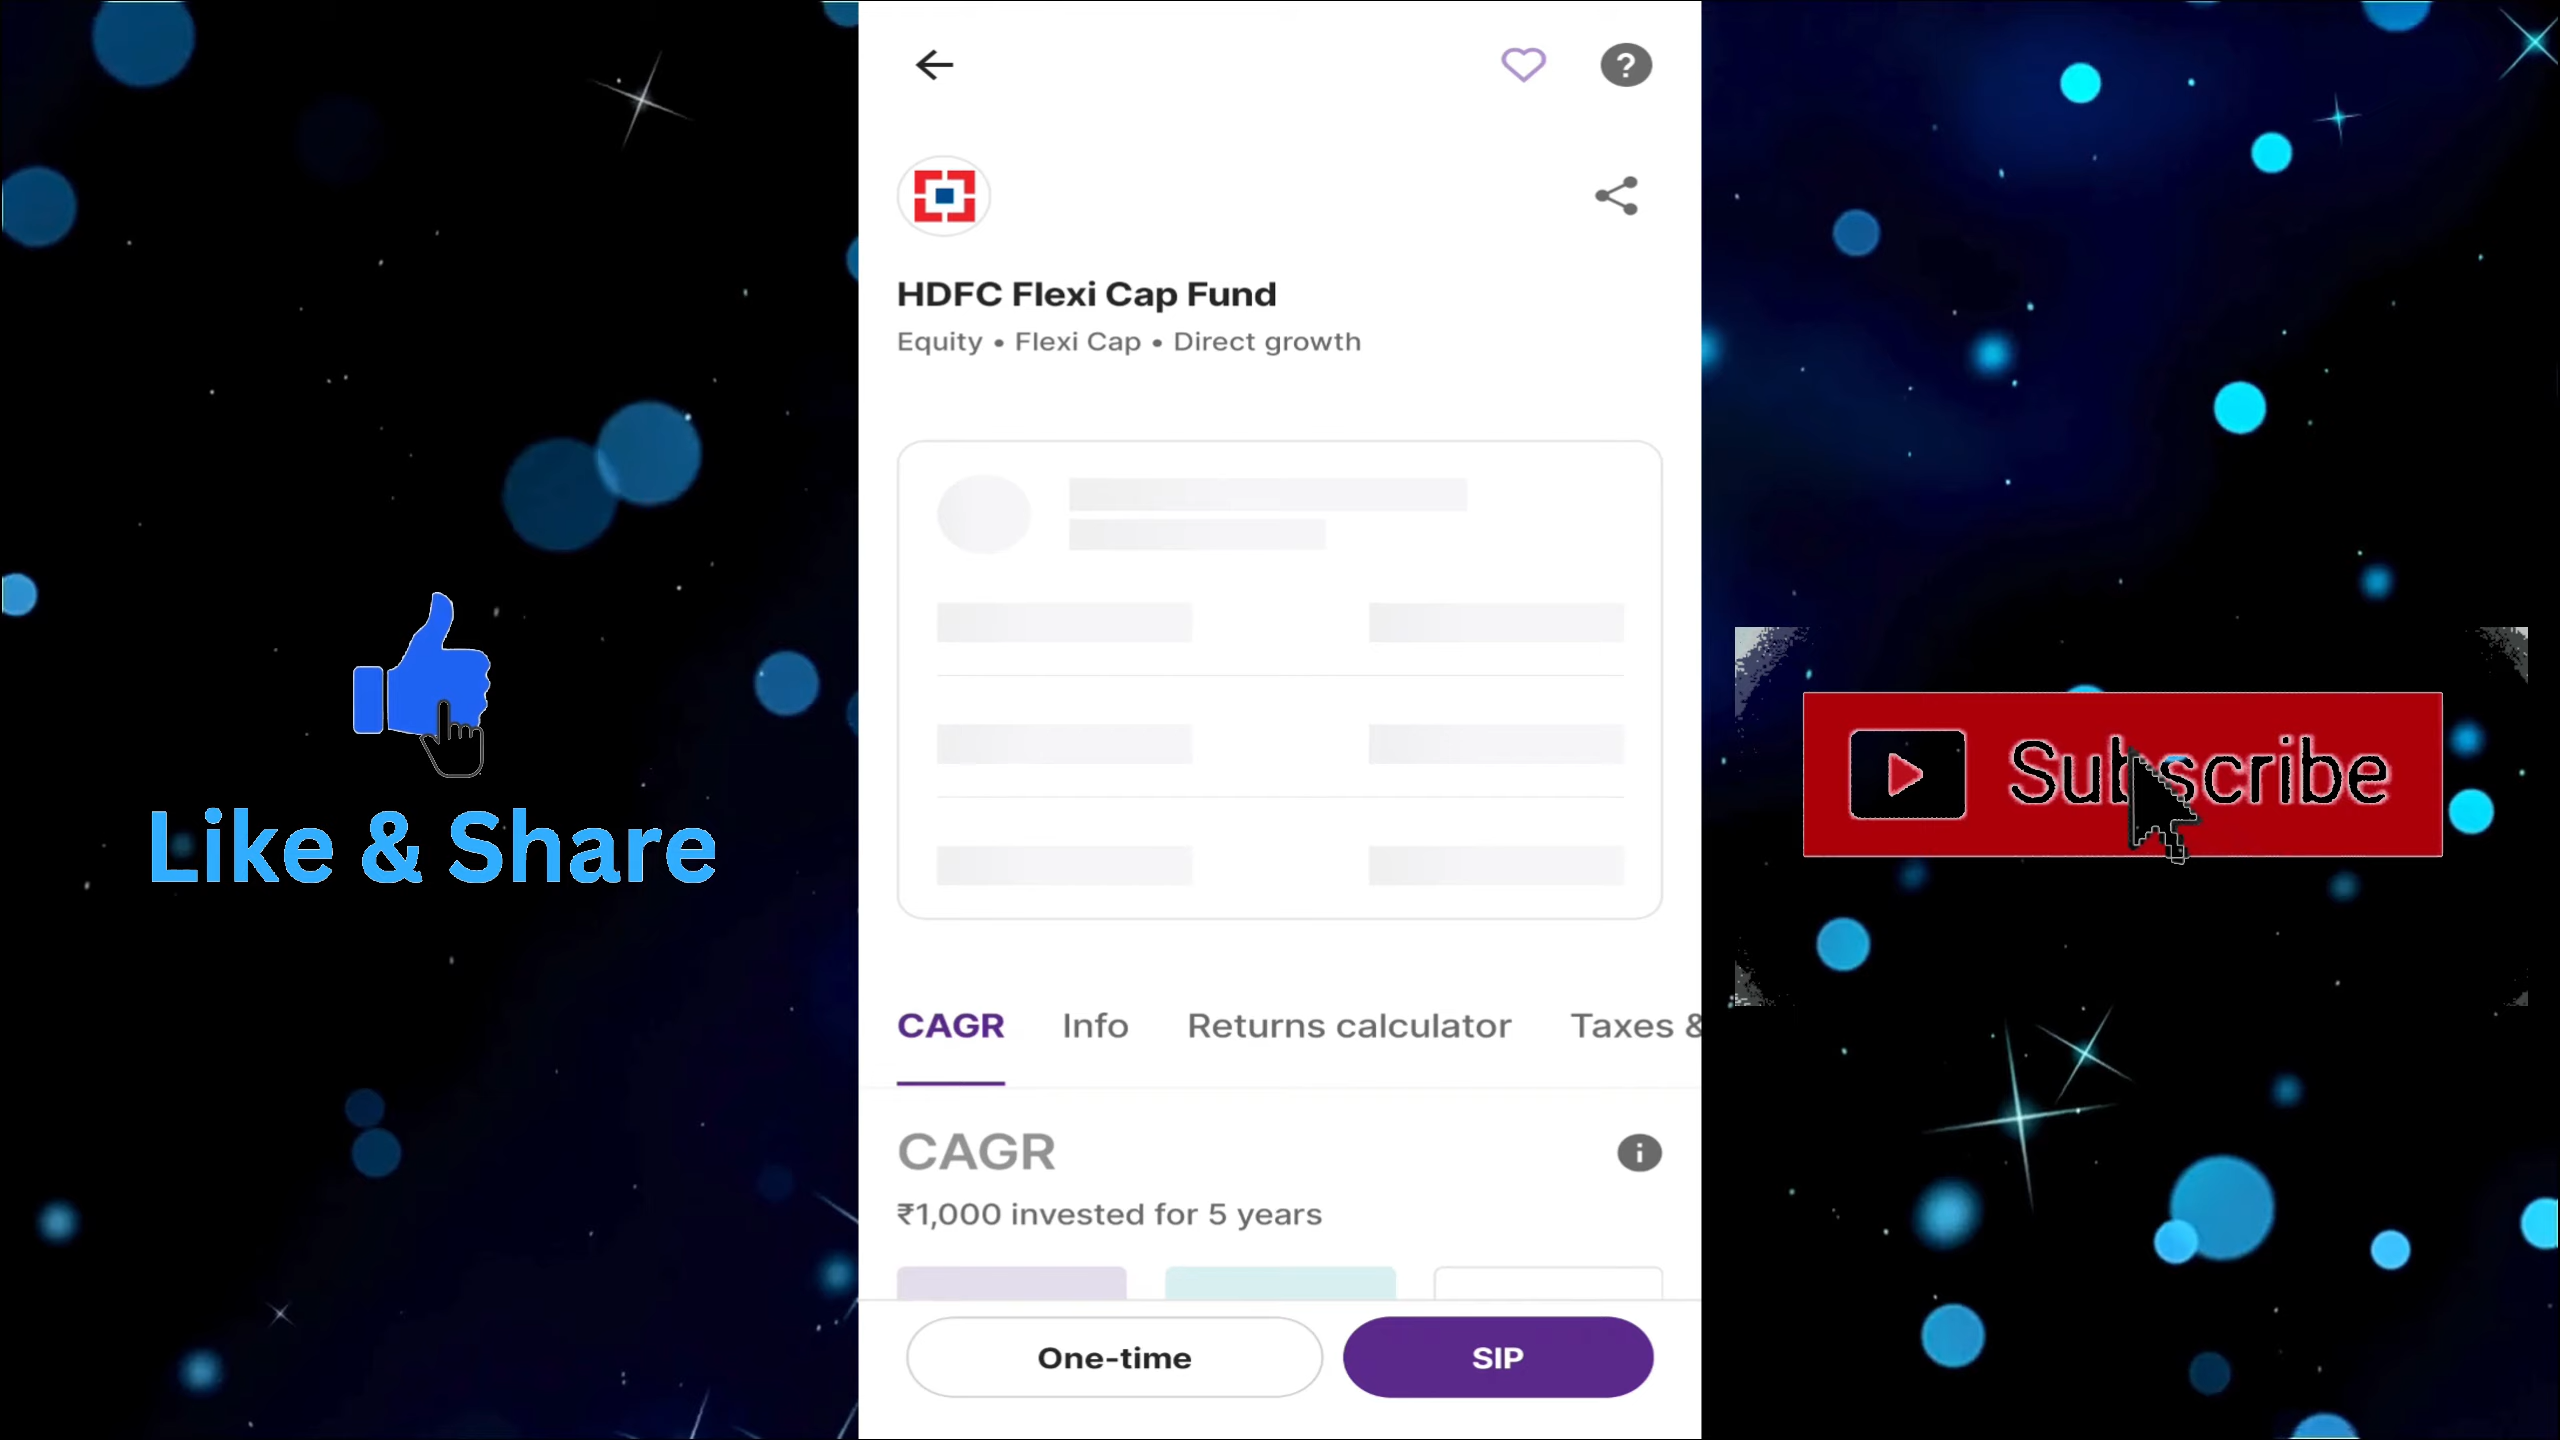 HDFC Flexi Cap Fund
Equity • Flexi Cap • Direct growth
Like & Share
Subscribe
CAGR Info Returns calculator Taxes &
CAGR
₹1,000 invested for 5 years
One-time SIP